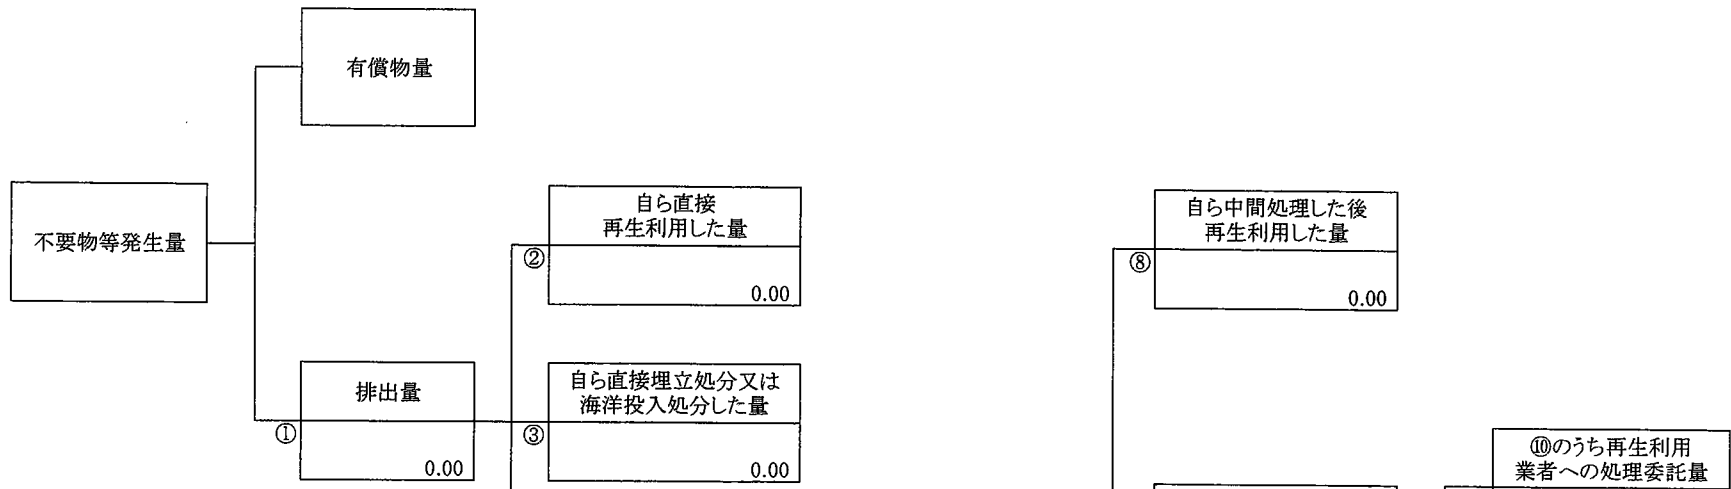 有償物量
不要物等発生量
自ら直接
再生利用した量
②
0.00
自ら中間処理した後
再生利用した量
⑧
0.00
排出量
①
0.00
自ら直接埋立処分又は
海洋投入処分した量
③
0.00
⑩のうち再生利用
業者への処理委託量